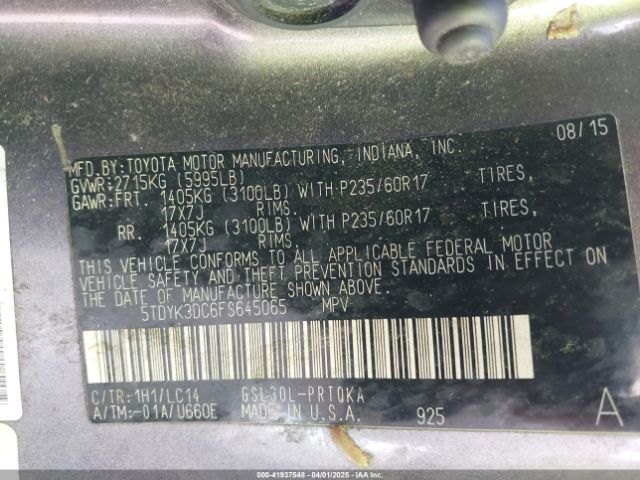 MFD.BY:TOYOTA MOTOR MANUFACTURING, INDIANA, INC. 08/15
GVWR:2715KG (5995LB)
GAWR:FRT. 1405KG (3100LB) WITH P235/60R17 TIRES,
17X7J RIMS.
RR. 1405KG (3100LB) WITH P235/60R17 TIRES,
17X7J RIMS.
THIS VEHICLE CONFORMS TO ALL APPLICABLE FEDERAL MOTOR
VEHICLE SAFETY AND THEFT PREVENTION STANDARDS IN EFFECT ON
THE DATE OF MANUFACTURE SHOWN ABOVE.
5TDYK3DC6FS645065 MPV
C/TR:1H1/LC14 GSL30L-PRTQKA
A/TM:-01A/U660E MADE IN U.S.A. 925 A
000-41937548 - 04/01/2025 - IAAI.com